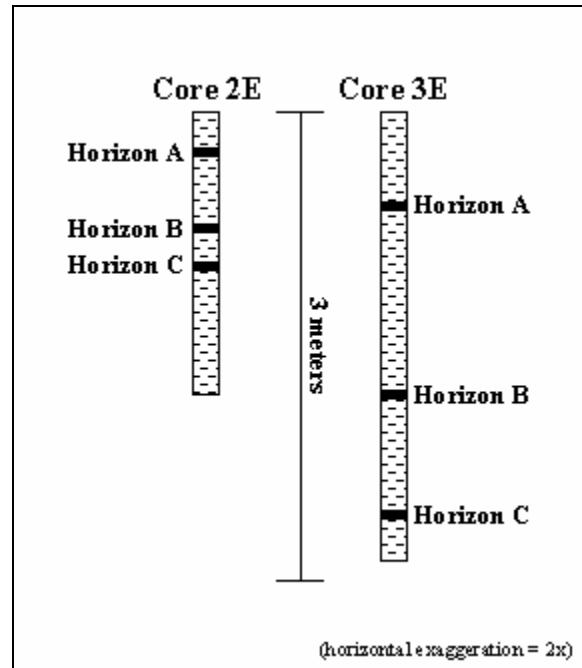 Core 2E
Core 3E
Horizon A
Horizon A
Horizon B
Horizon C
3 meters
Horizon B
Horizon C
(horizontal exaggeration = 2x)